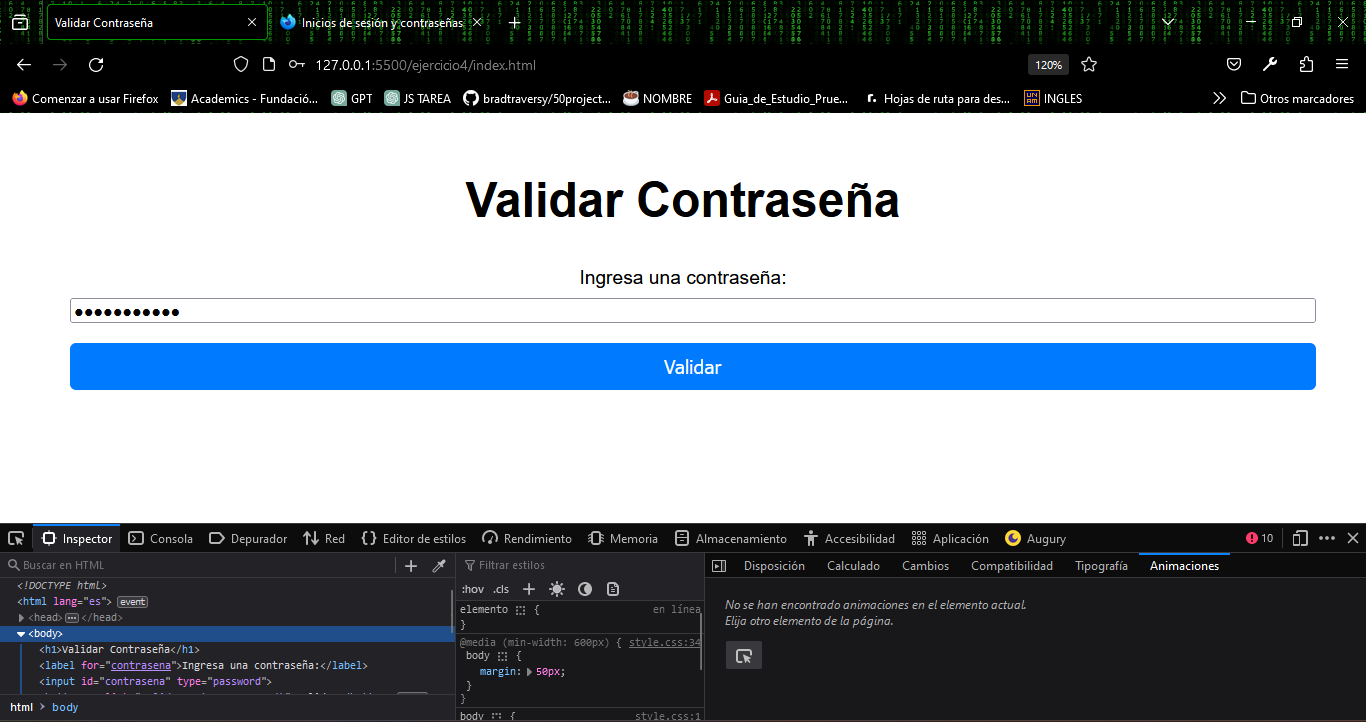 Validar Contraseña
Inicios de sesión y contraseñas
127.0.0.1:5500/ejercicio4/index.html
120%
Comenzar a usar Firefox
Academics - Fundació...
GPT
JS TAREA
bradtraversy/50project...
NOMBRE
Guia_de_Estudio_Prue...
r. Hojas de ruta para des...
INGLES
Otros marcadores
Validar Contraseña
Ingresa una contraseña:
Validar
Inspector
Consola
Depurador
Red
Editor de estilos
Rendimiento
Memoria
Almacenamiento
Accesibilidad
Aplicación
Augury
10
Buscar en HTML
<!DOCTYPE html>
<html lang="es"> event
<head>...</head>
<body>
<h1>Validar Contraseña</h1>
<label for="contrasena">Ingresa una contraseña:</label>
<input id="contrasena" type="password">
html > body
Filtrar estilos
:hov .cls
elemento { en línea
}
@media (min-width: 600px) { style.css:34
body {
margin: 50px;
}
}
body { style.css:1
Disposición
Calculado
Cambios
Compatibilidad
Tipografía
Animaciones
No se han encontrado animaciones en el elemento actual.
Elija otro elemento de la página.